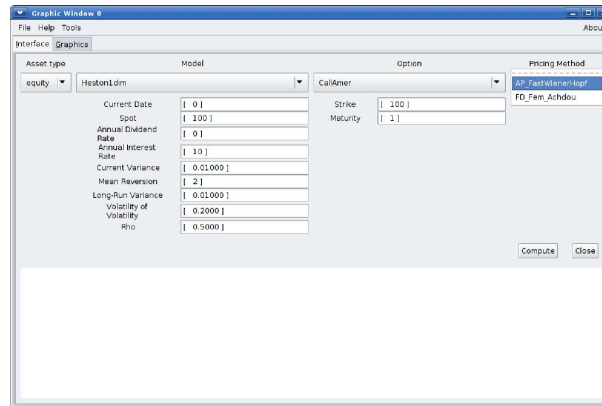 Graphic Window 0
File Help Tools Abou
Interface Graphics
Asset type Model Option Pricing Method
equity Heston1dim CallAmer AP_FastWienerHopf
FD_Fem_Achdou
Current Date [ 0 ] Strike [ 100 ]
Spot [ 100 ] Maturity [ 1 ]
Annual Dividend
Rate [ 0 ]
Annual Interest
Rate [ 10 ]
Current Variance [ 0.01000 ]
Mean Reversion [ 2 ]
Long-Run Variance [ 0.01000 ]
Volatility of
Volatility [ 0.2000 ]
Rho [ 0.5000 ]
Compute Close